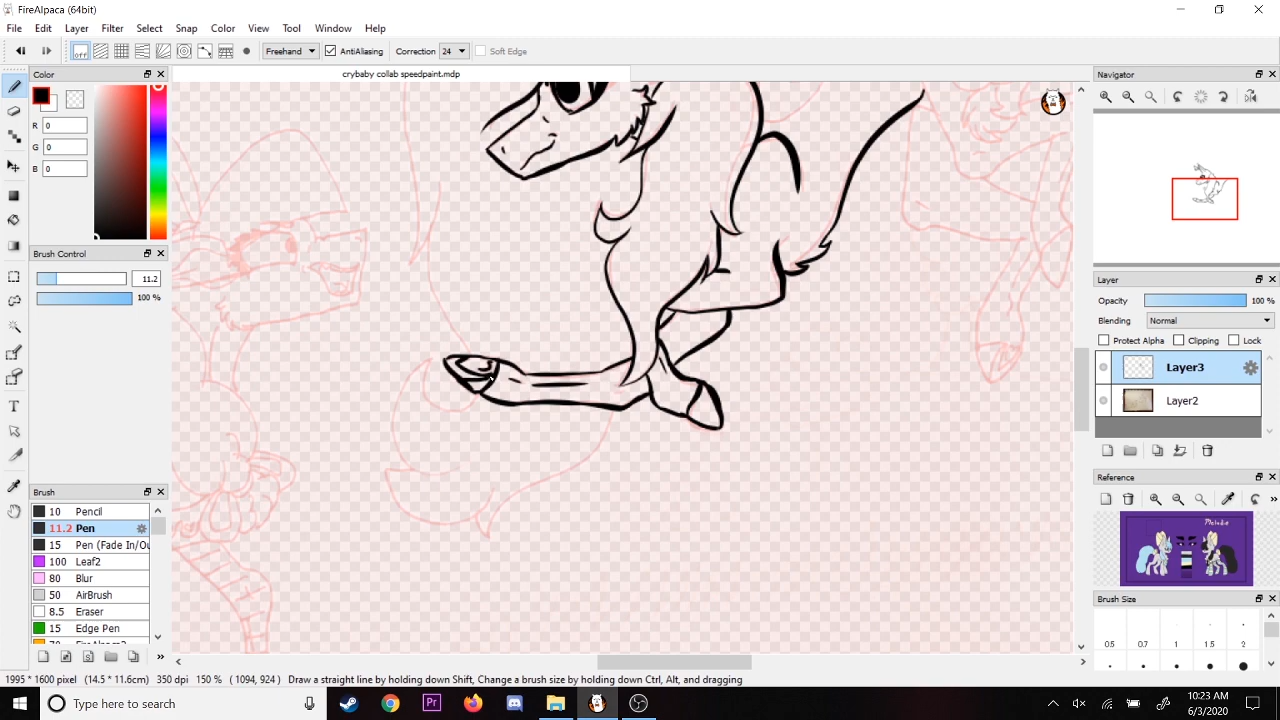 FireAlpaca (64bit)
File Edit Layer Filter Select Snap Color View Tool Window Help
off Freehand AntiAliasing Correction 24 Soft Edge
Color
crybaby collab speedpaint.mdp
Navigator
R 0
G 0
B 0
Brush Control
11.2
100 %
Layer
Opacity 100 %
Blending Normal
Protect Alpha Clipping Lock
Layer3
Layer2
Reference
Brush
10 Pencil
11.2 Pen
15 Pen (Fade In/Ou
100 Leaf2
80 Blur
50 AirBrush
8.5 Eraser
15 Edge Pen
Brush Size
0.5 0.7 1 1.5 2
1995 * 1600 pixel (14.5 * 11.6cm) 350 dpi 150 % ( 1094, 924 ) Draw a straight line by holding down Shift, Change a brush size by holding down Ctrl, Alt, and dragging
Type here to search
Pr
10:23 AM
6/3/2020